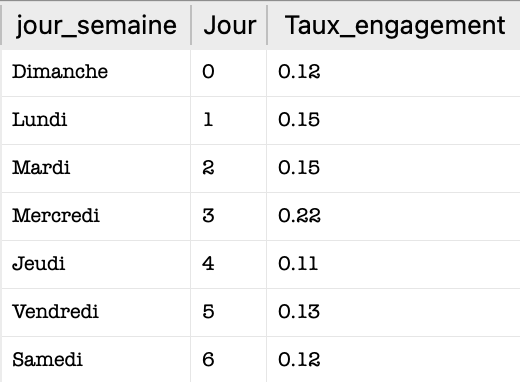 jour_semaine Jour Taux_engagement
Dimanche 0 0.12
Lundi 1 0.15
Mardi 2 0.15
Mercredi 3 0.22
Jeudi 4 0.11
Vendredi 5 0.13
Samedi 6 0.12